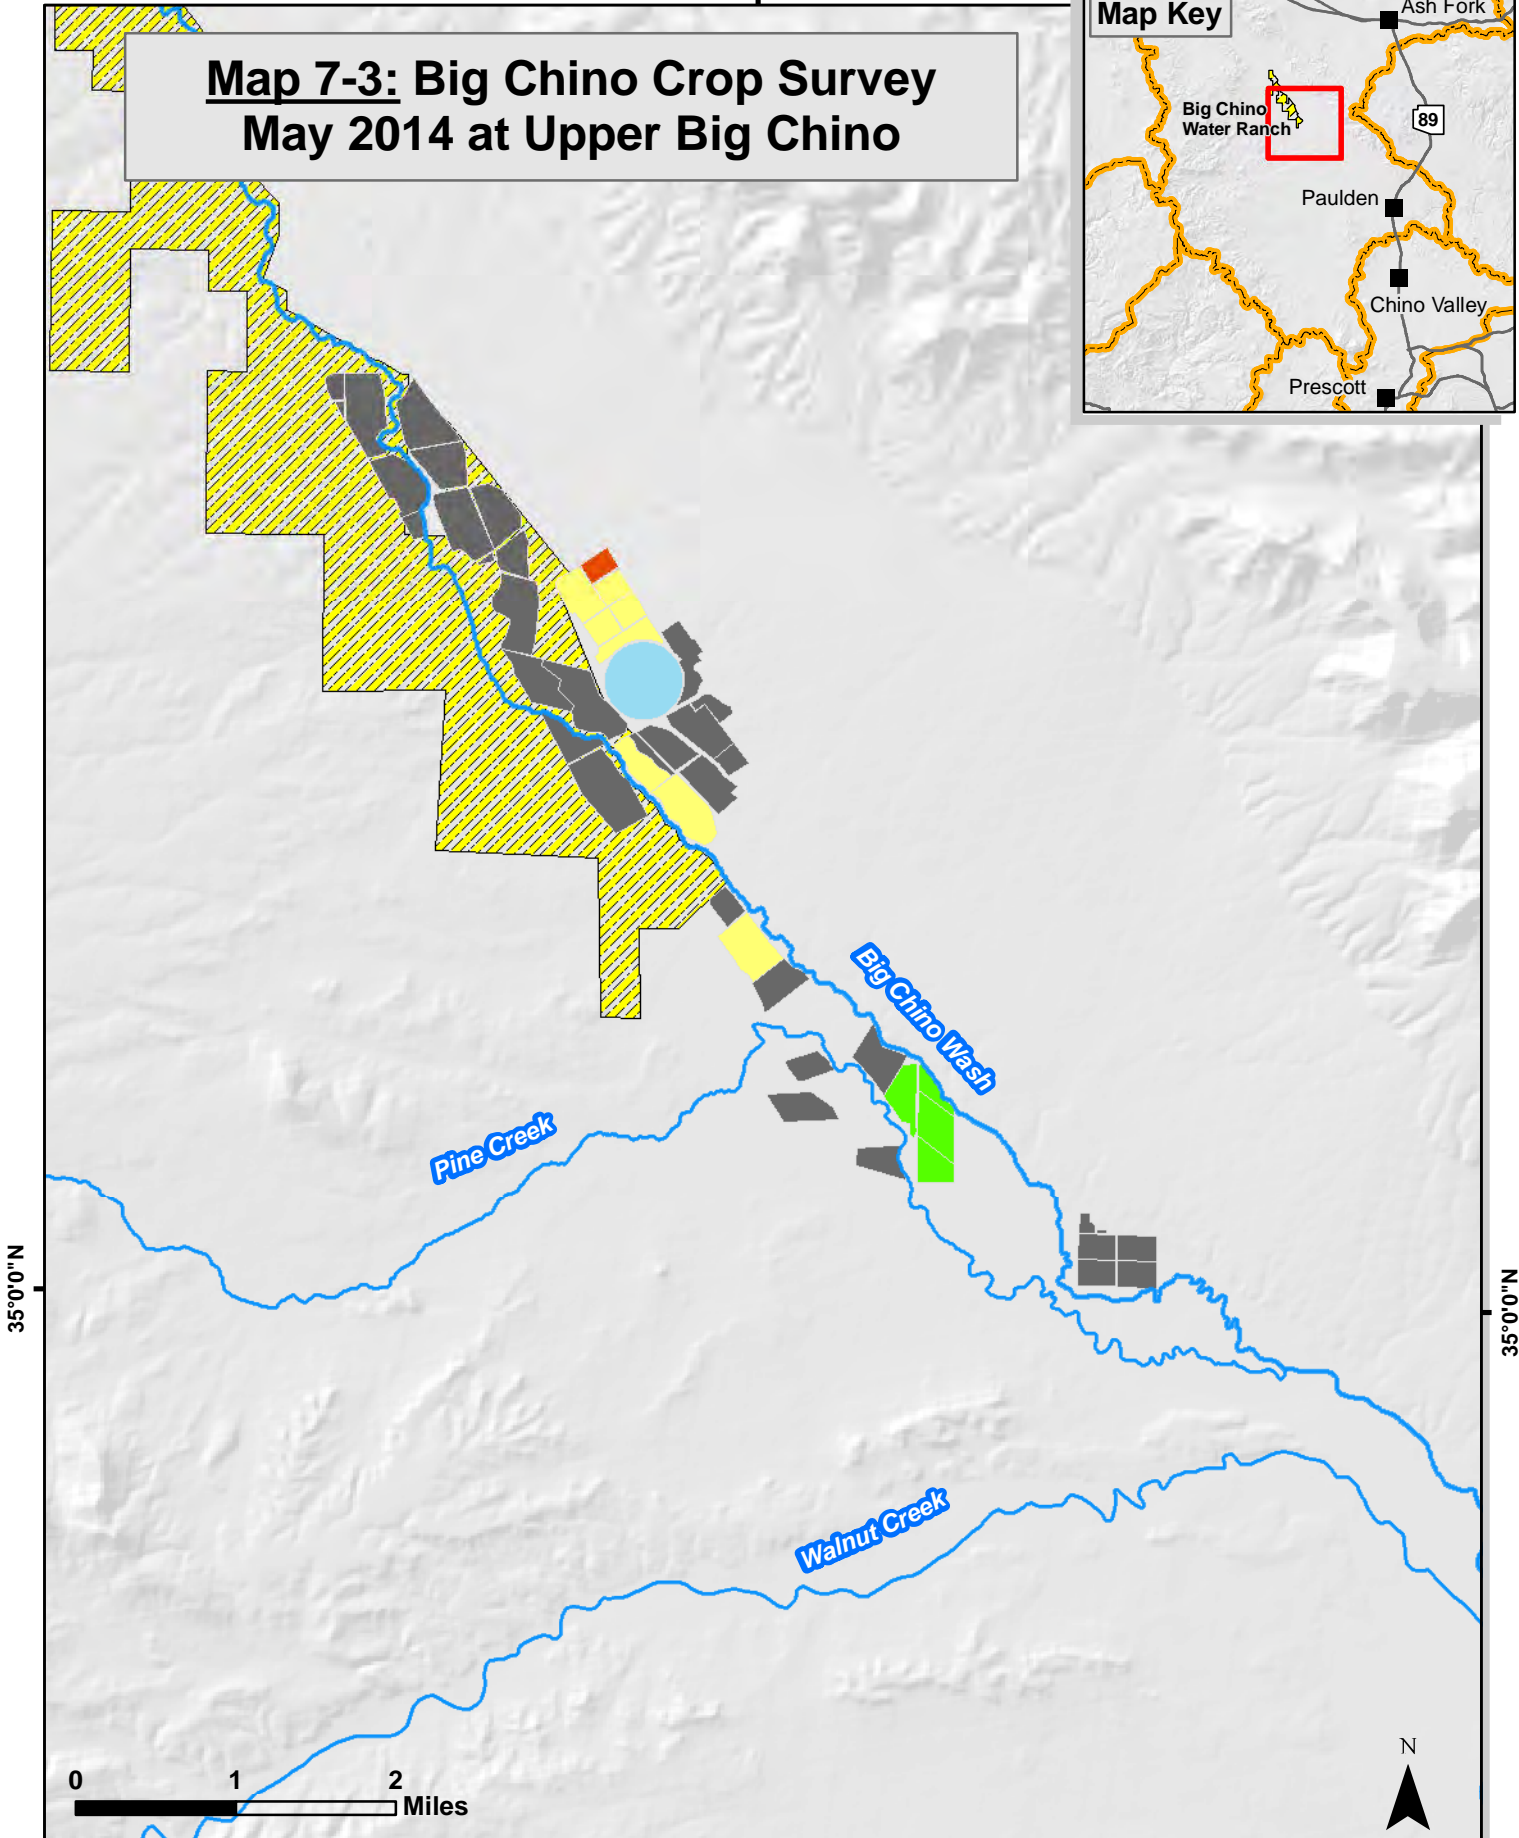 Map 7-3: Big Chino Crop Survey
May 2014 at Upper Big Chino
Map Key
Ash Fork
Big Chino
Water Ranch
89
Paulden
Chino Valley
Prescott
Big Chino Wash
Pine Creek
35°0'0"N
35°0'0"N
Walnut Creek
N
0 1 2
Miles